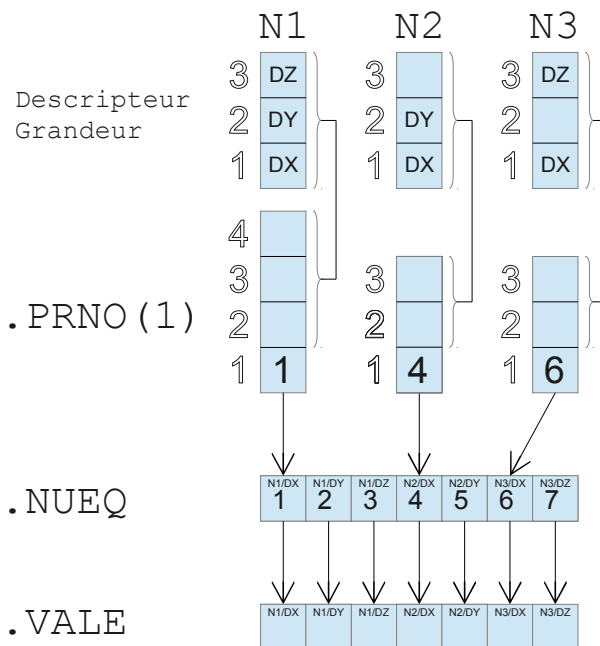 N1 N2 N3
3 DZ 3 3 DZ
Descripteur
Grandeur
2 DY 2 DY 2
1 DX 1 DX 1 DX
4
3 3 3
.PRNO(1)
2 2 2
1 1 1 4 1 6
.NUEQ
N1/DX N1/DY N1/DZ N2/DX N2/DY N3/DX N3/DZ
1 2 3 4 5 6 7
.VALE
N1/DX N1/DY N1/DZ N2/DX N2/DY N3/DX N3/DZ